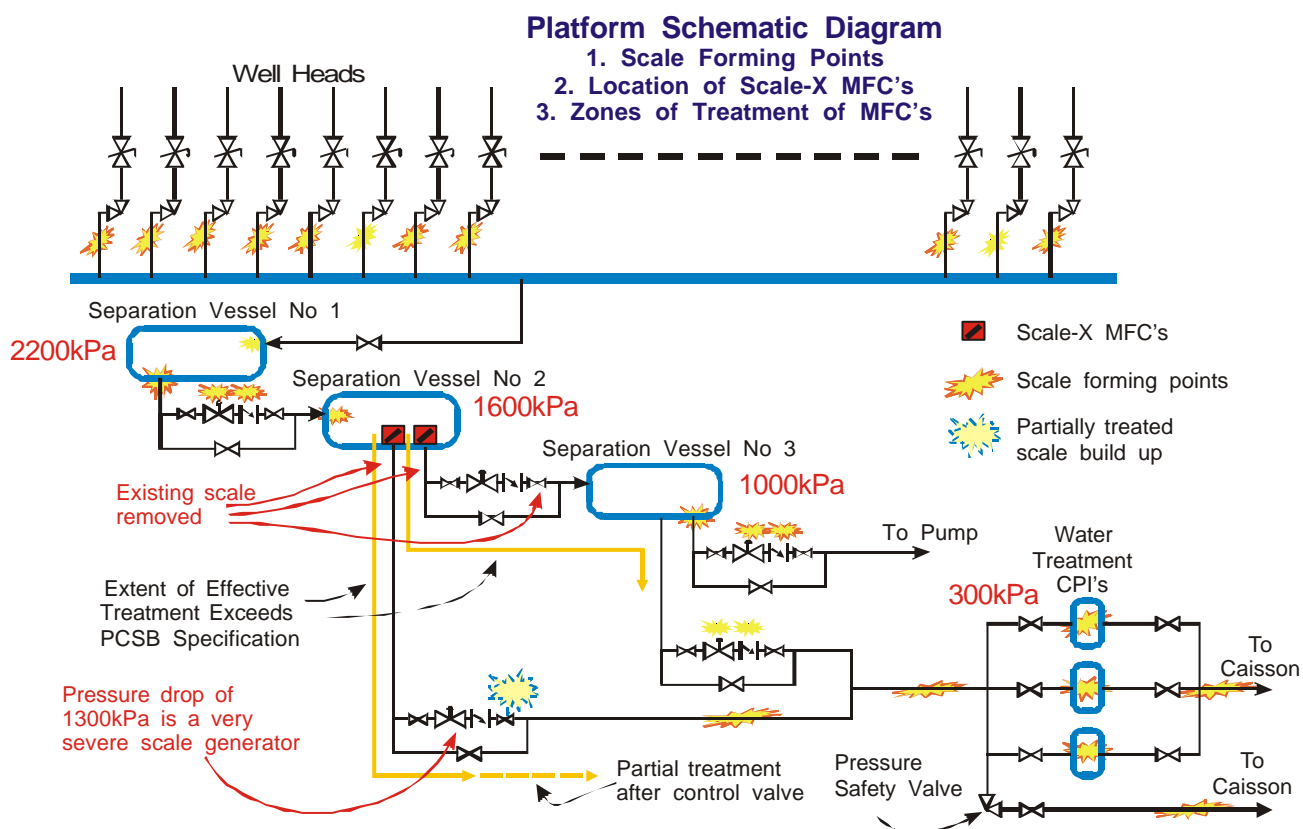 Platform Schematic Diagram
1. Scale Forming Points
2. Location of Scale-X MFC's
3. Zones of Treatment of MFC's
Well Heads
Separation Vessel No 1
2200kPa
Separation Vessel No 2
1600kPa
Separation Vessel No 3
1000kPa
Scale-X MFC's
Scale forming points
Partially treated
scale build up
Existing scale
removed
To Pump
Water
Treatment
CPI's
300kPa
Extent of Effective
Treatment Exceeds
PCSB Specification
To
Caisson
Pressure drop of
1300kPa is a very
severe scale generator
Partial treatment
after control valve
Pressure
Safety Valve
To
Caisson